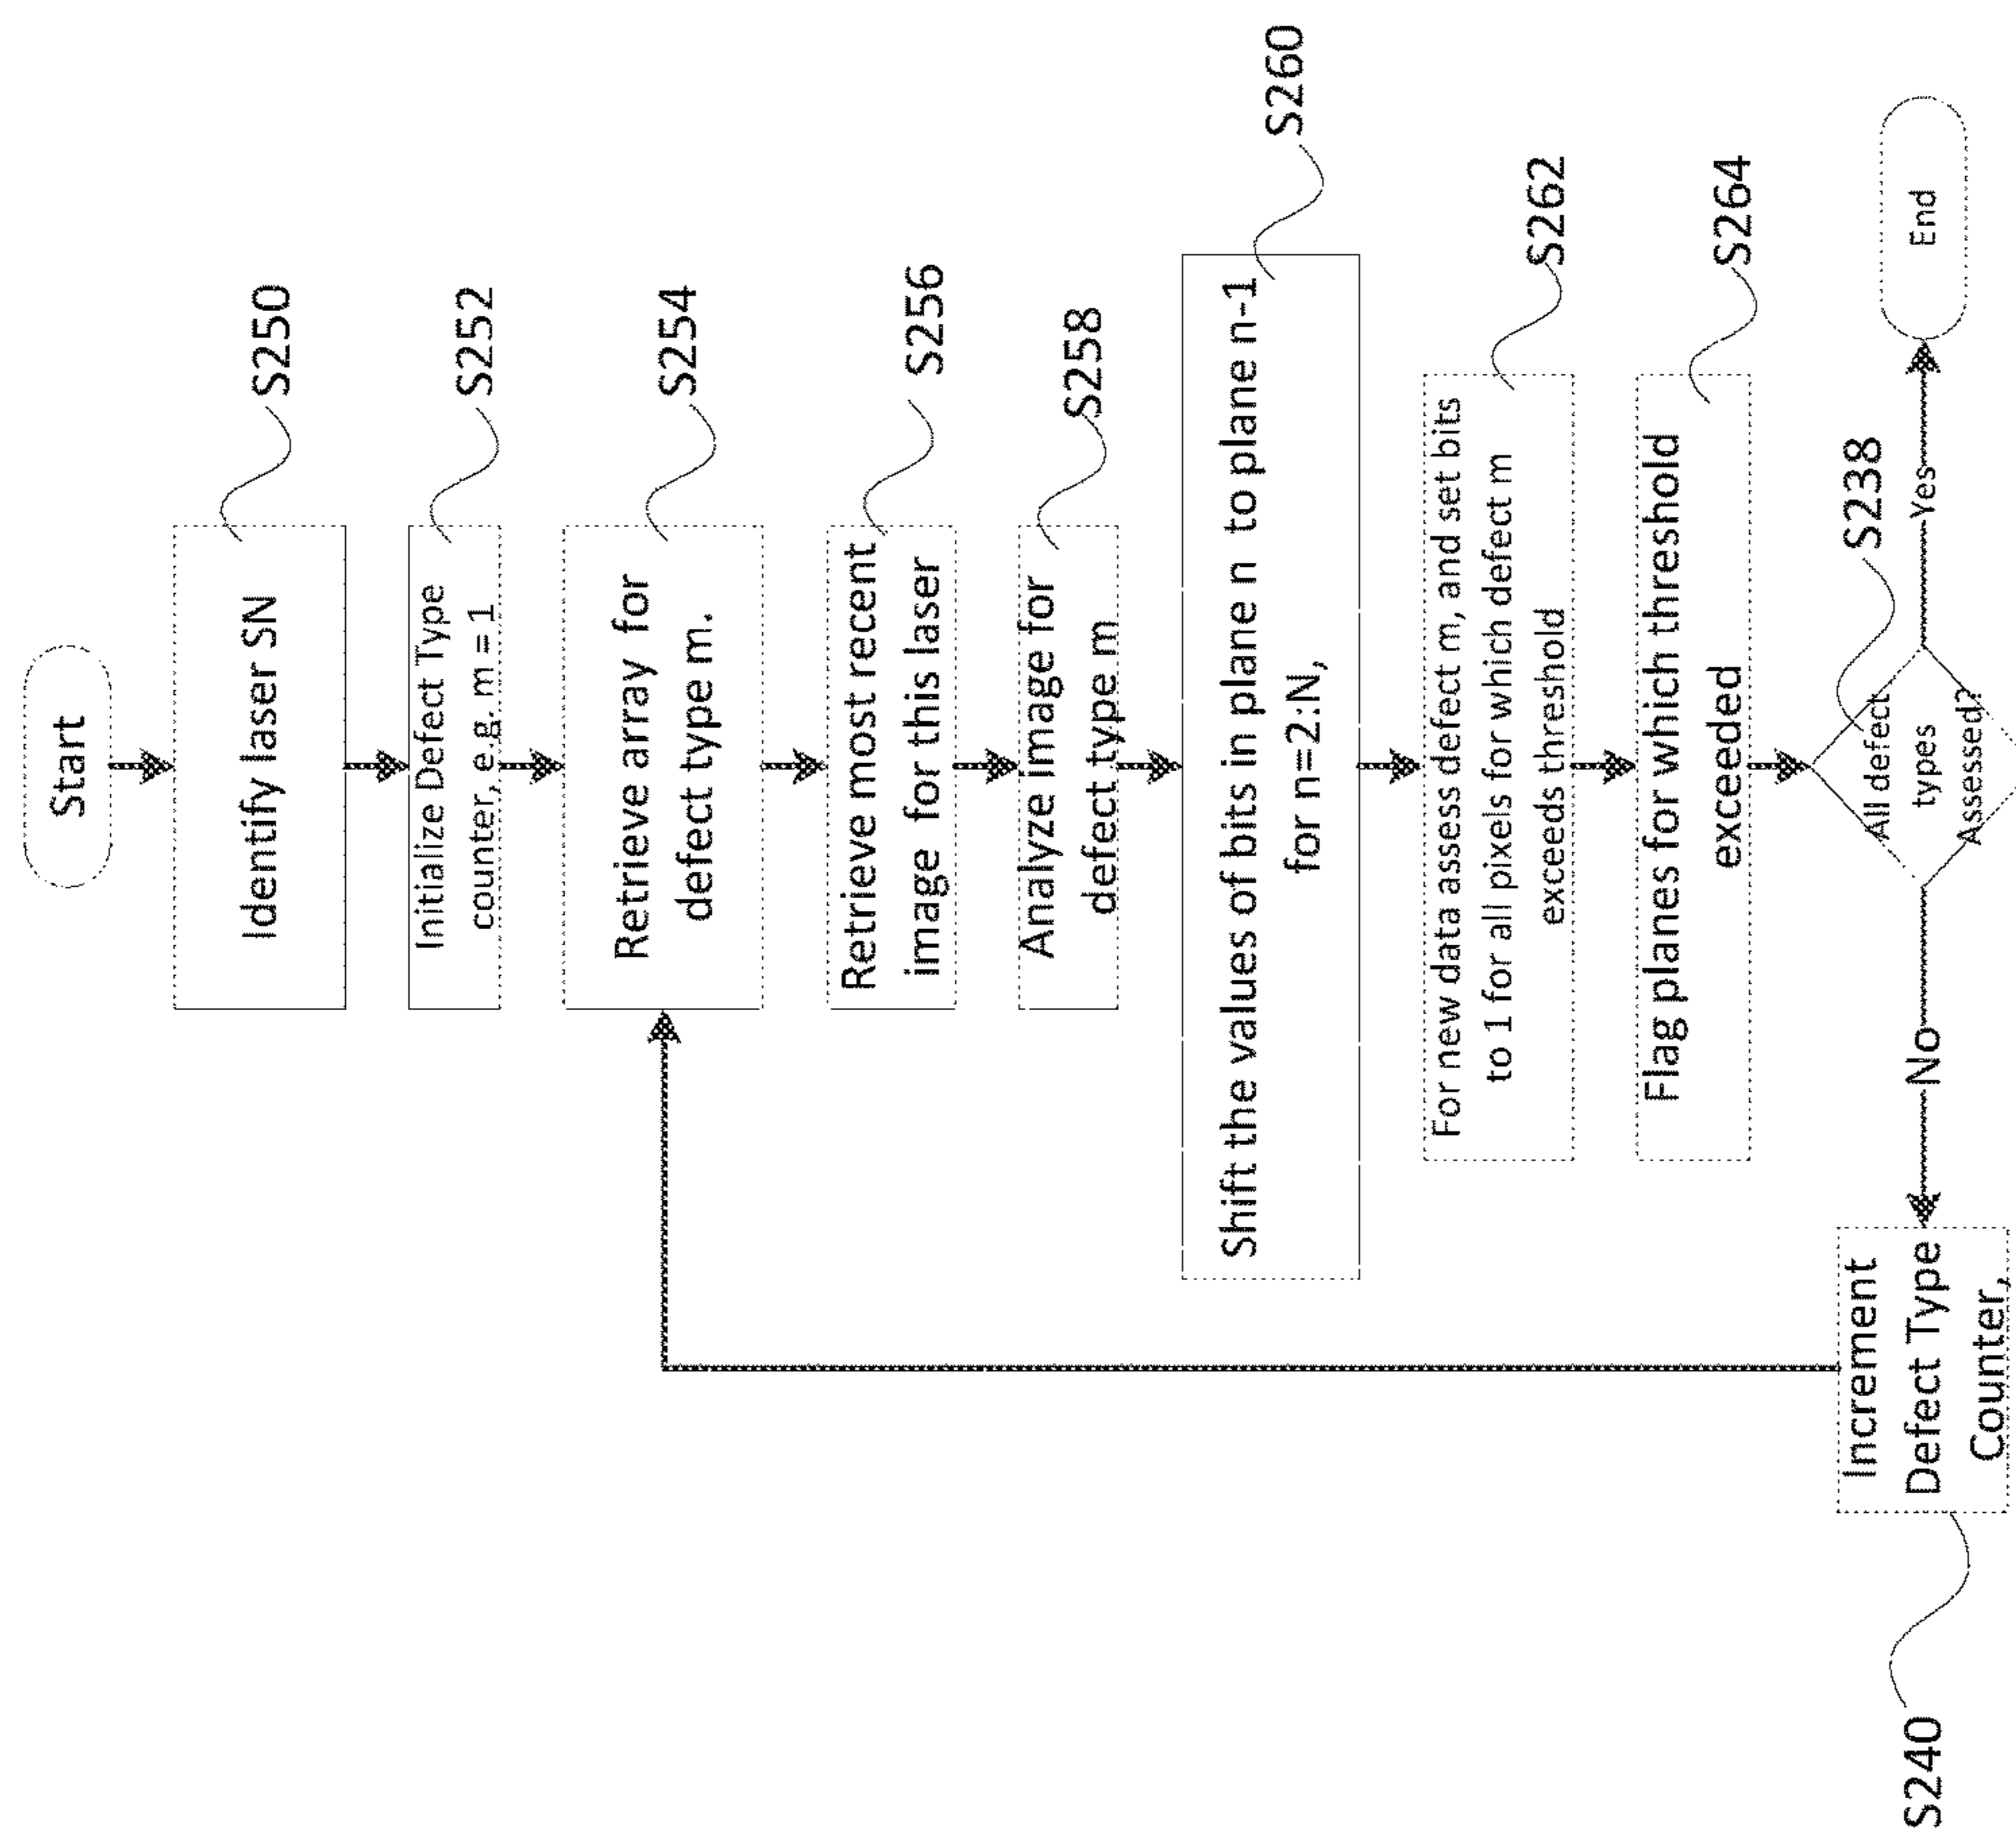 Start
Identify laser SN
S250
Initialize Defect Type
counter, e.g. m = 1
S252
Retrieve array for
defect type m.
S254
Retrieve most recent
image for this laser
S256
Analyze image for
defect type m
S258
Shift the values of bits in plane n to plane n-1
for n=2:N,
S260
For new data assess defect m, and set bits
to 1 for all pixels for which defect m
exceeds threshold
S262
Flag planes for which threshold
exceeded
S264
All defect
types
Assessed?
S238
Yes
End
No
Increment
Defect Type
Counter,
S240